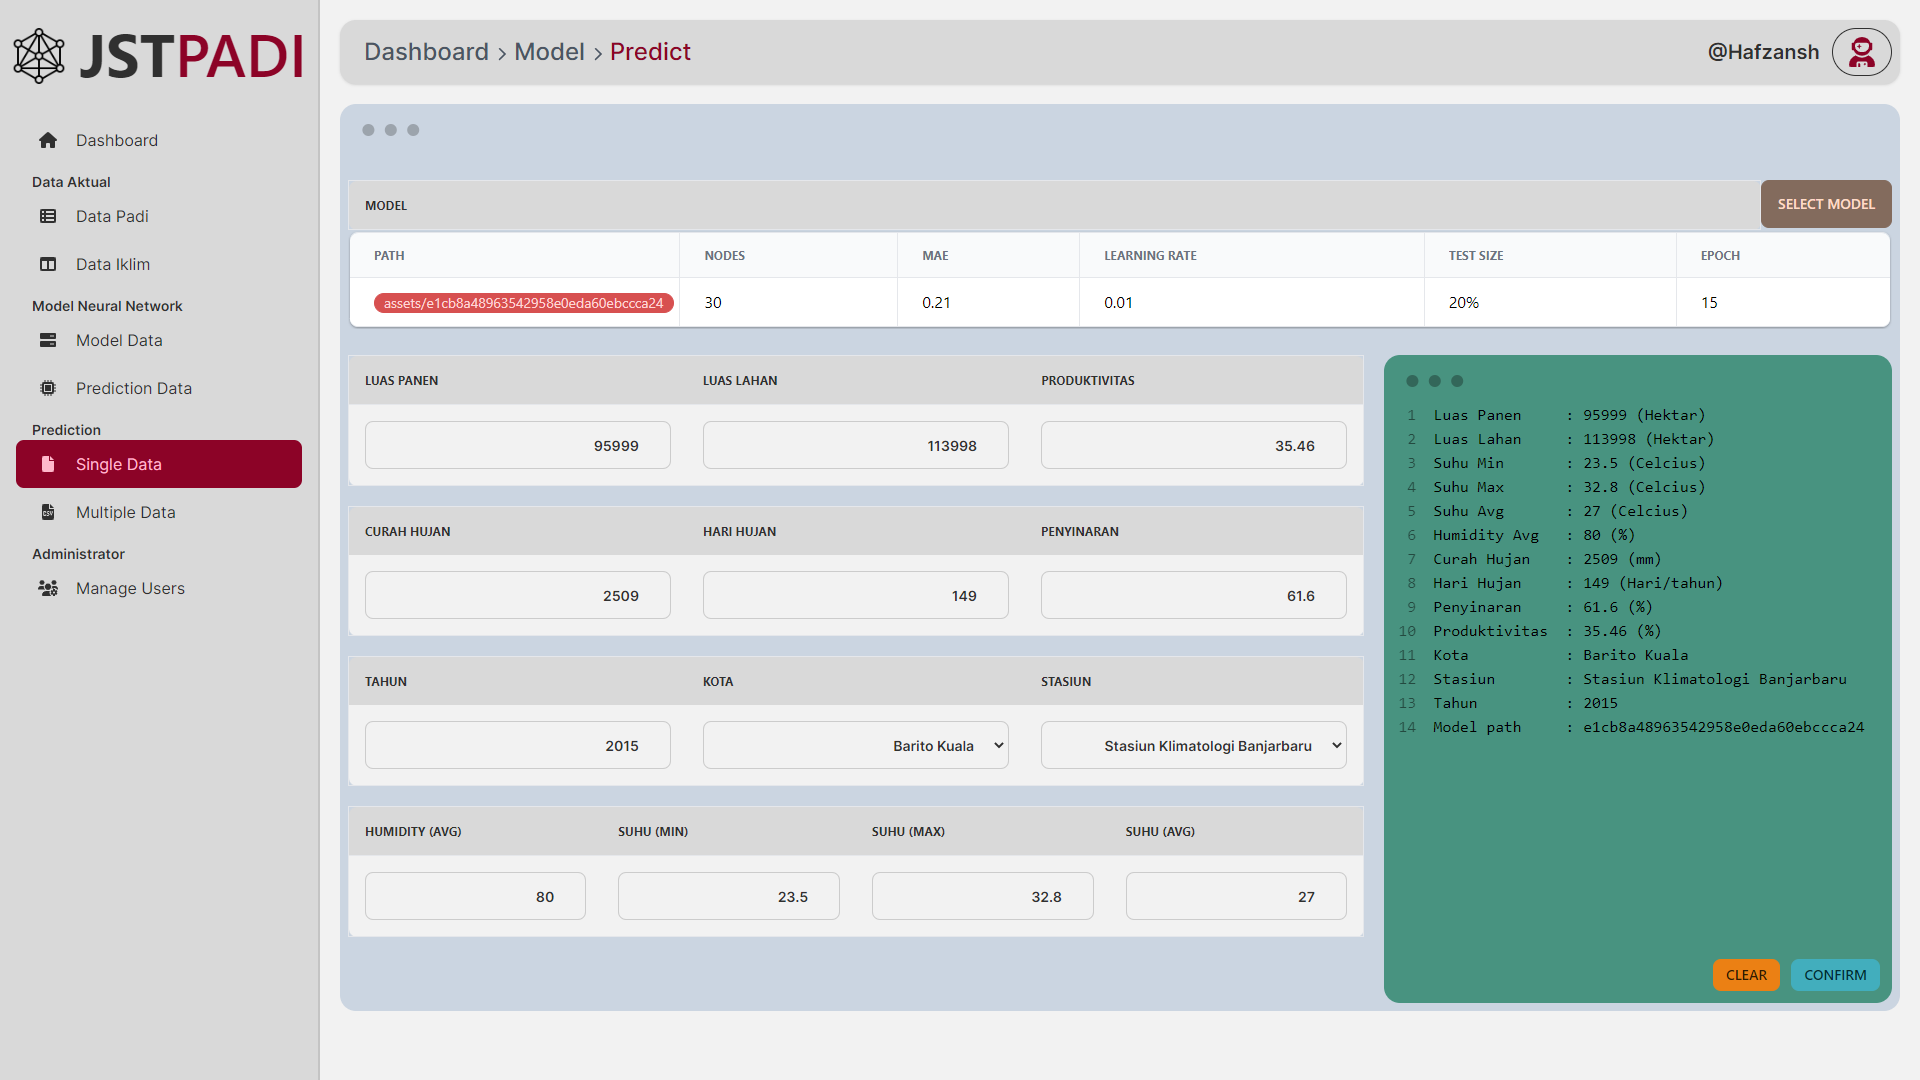 JSTPADI
Dashboard
Data Aktual
Data Padi
Data Iklim
Model Neural Network
Model Data
Prediction Data
Prediction
Single Data
Multiple Data
Administrator
Manage Users
Dashboard > Model > Predict
@Hafzansh
MODEL
SELECT MODEL
PATH NODES MAE LEARNING RATE TEST SIZE EPOCH
assets/e1cb8a48963542958e0eda60ebccca24 30 0.21 0.01 20% 15
LUAS PANEN LUAS LAHAN PRODUKTIVITAS
95999 113998 35.46
CURAH HUJAN HARI HUJAN PENYINARAN
2509 149 61.6
TAHUN KOTA STASIUN
2015 Barito Kuala Stasiun Klimatologi Banjarbaru
HUMIDITY (AVG) SUHU (MIN) SUHU (MAX) SUHU (AVG)
80 23.5 32.8 27
1 Luas Panen : 95999 (Hektar)
2 Luas Lahan : 113998 (Hektar)
3 Suhu Min : 23.5 (Celcius)
4 Suhu Max : 32.8 (Celcius)
5 Suhu Avg : 27 (Celcius)
6 Humidity Avg : 80 (%)
7 Curah Hujan : 2509 (mm)
8 Hari Hujan : 149 (Hari/tahun)
9 Penyinaran : 61.6 (%)
10 Produktivitas : 35.46 (%)
11 Kota : Barito Kuala
12 Stasiun : Stasiun Klimatologi Banjarbaru
13 Tahun : 2015
14 Model path : e1cb8a48963542958e0eda60ebccca24
CLEAR CONFIRM